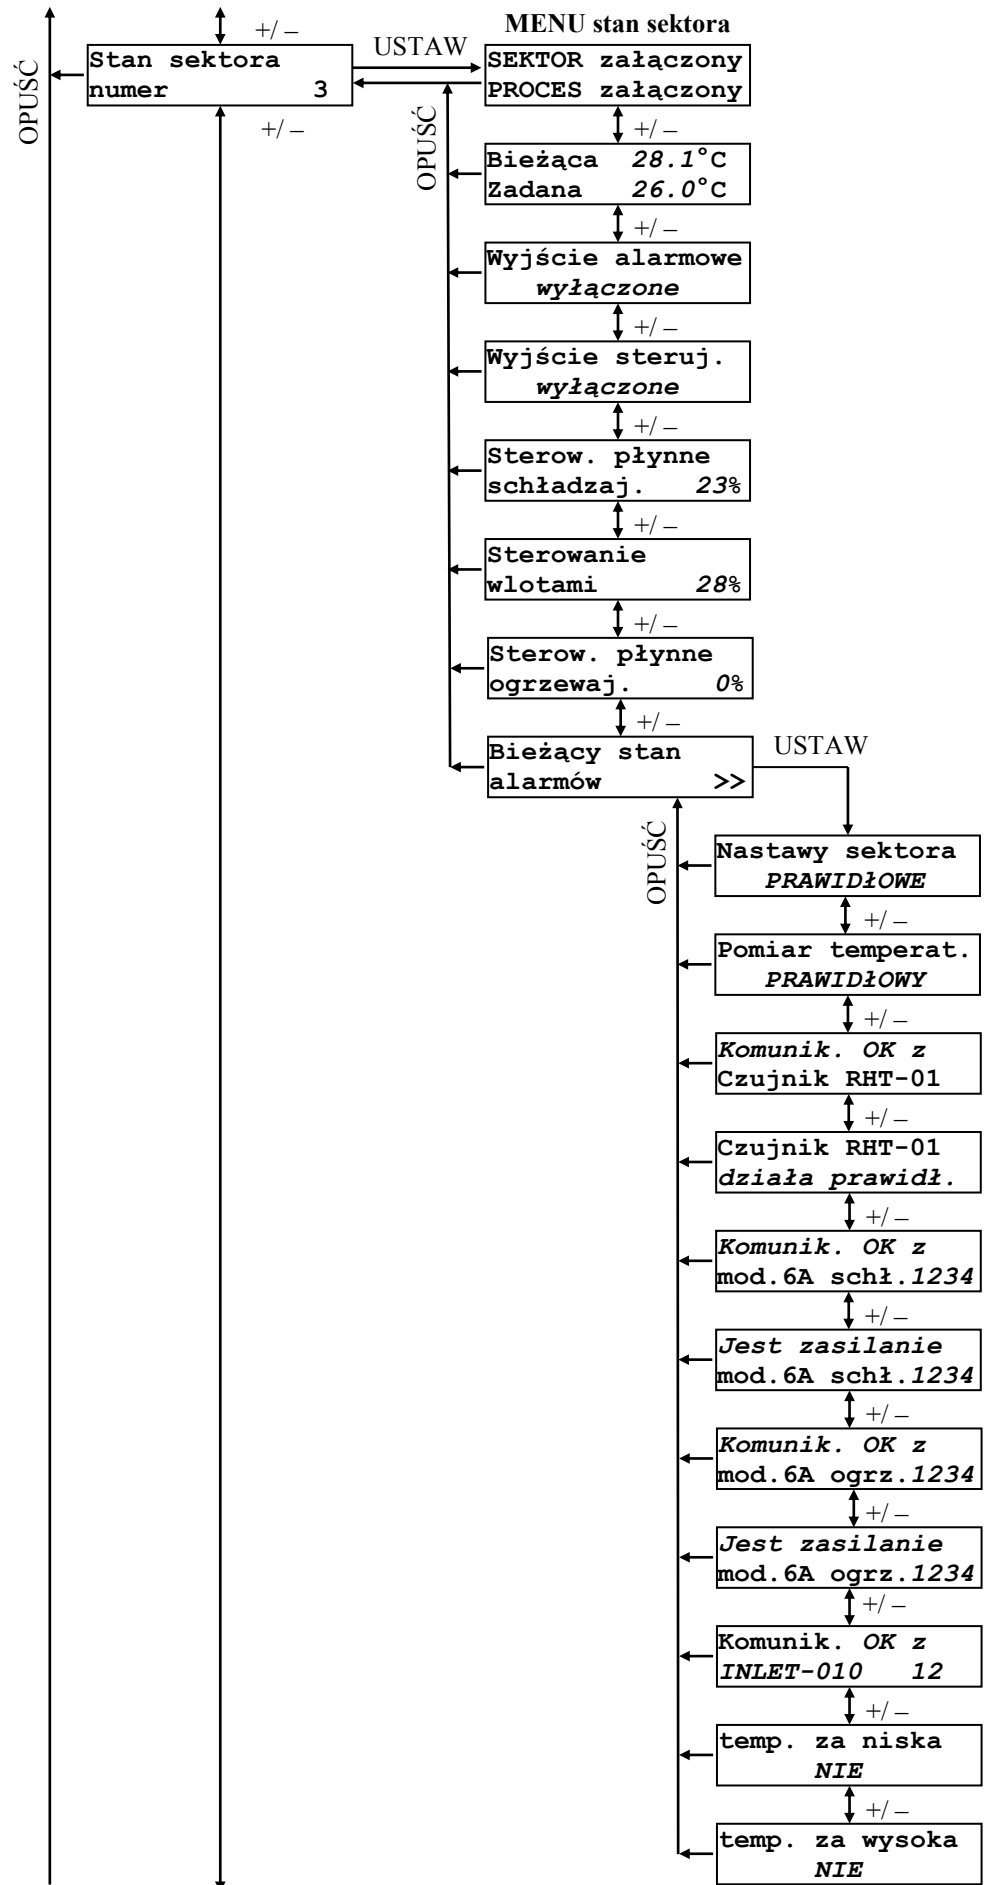 MENU stan sektora
+/ –
USTAW
OPUŚĆ
Stan sektora
numer 3
+/ –
SEKTOR załączony
PROCES załączony
OPUŚĆ
+/ –
Bieżąca 28.1°C
Zadana 26.0°C
+/ –
Wyjście alarmowe
wyłączone
+/ –
Wyjście steruj.
wyłączone
+/ –
Sterow. płynne
schładzaj. 23%
+/ –
Sterowanie
wlotami 28%
+/ –
Sterow. płynne
ogrzewaj. 0%
+/ –
Bieżący stan
alarmów >>
USTAW
OPUŚĆ
Nastawy sektora
PRAWIDŁOWE
+/ –
Pomiar temperat.
PRAWIDŁOWY
+/ –
Komunik. OK z
Czujnik RHT-01
+/ –
Czujnik RHT-01
działa prawidł.
+/ –
Komunik. OK z
mod.6A schł.1234
+/ –
Jest zasilanie
mod.6A schł.1234
+/ –
Komunik. OK z
mod.6A ogrz.1234
+/ –
Jest zasilanie
mod.6A ogrz.1234
+/ –
Komunik. OK z
INLET-010 12
+/ –
temp. za niska
NIE
+/ –
temp. za wysoka
NIE